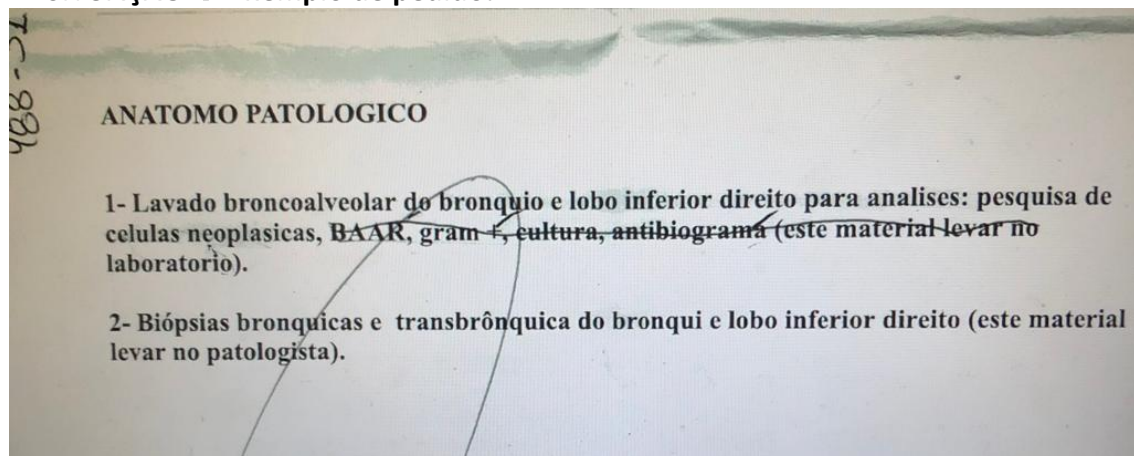 488-51
ANATOMO PATOLOGICO
1- Lavado broncoalveolar do bronquio e lobo inferior direito para analises: pesquisa de
celulas neoplasicas, BAAR, gram +, cultura, antibiograma (este material levar no
laboratorio).
2- Biópsias bronquicas e transbrônquica do bronqui e lobo inferior direito (este material
levar no patologista).